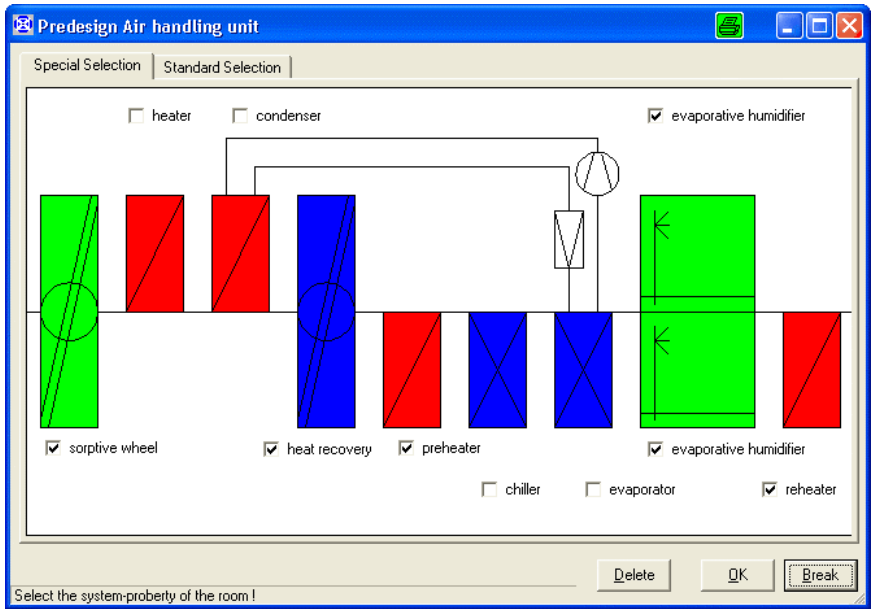 Predesign Air handling unit
Special Selection Standard Selection
heater condenser evaporative humidifier
sorptive wheel heat recovery preheater evaporative humidifier
chiller evaporator reheater
Delete OK Break
Select the system-proberty of the room !